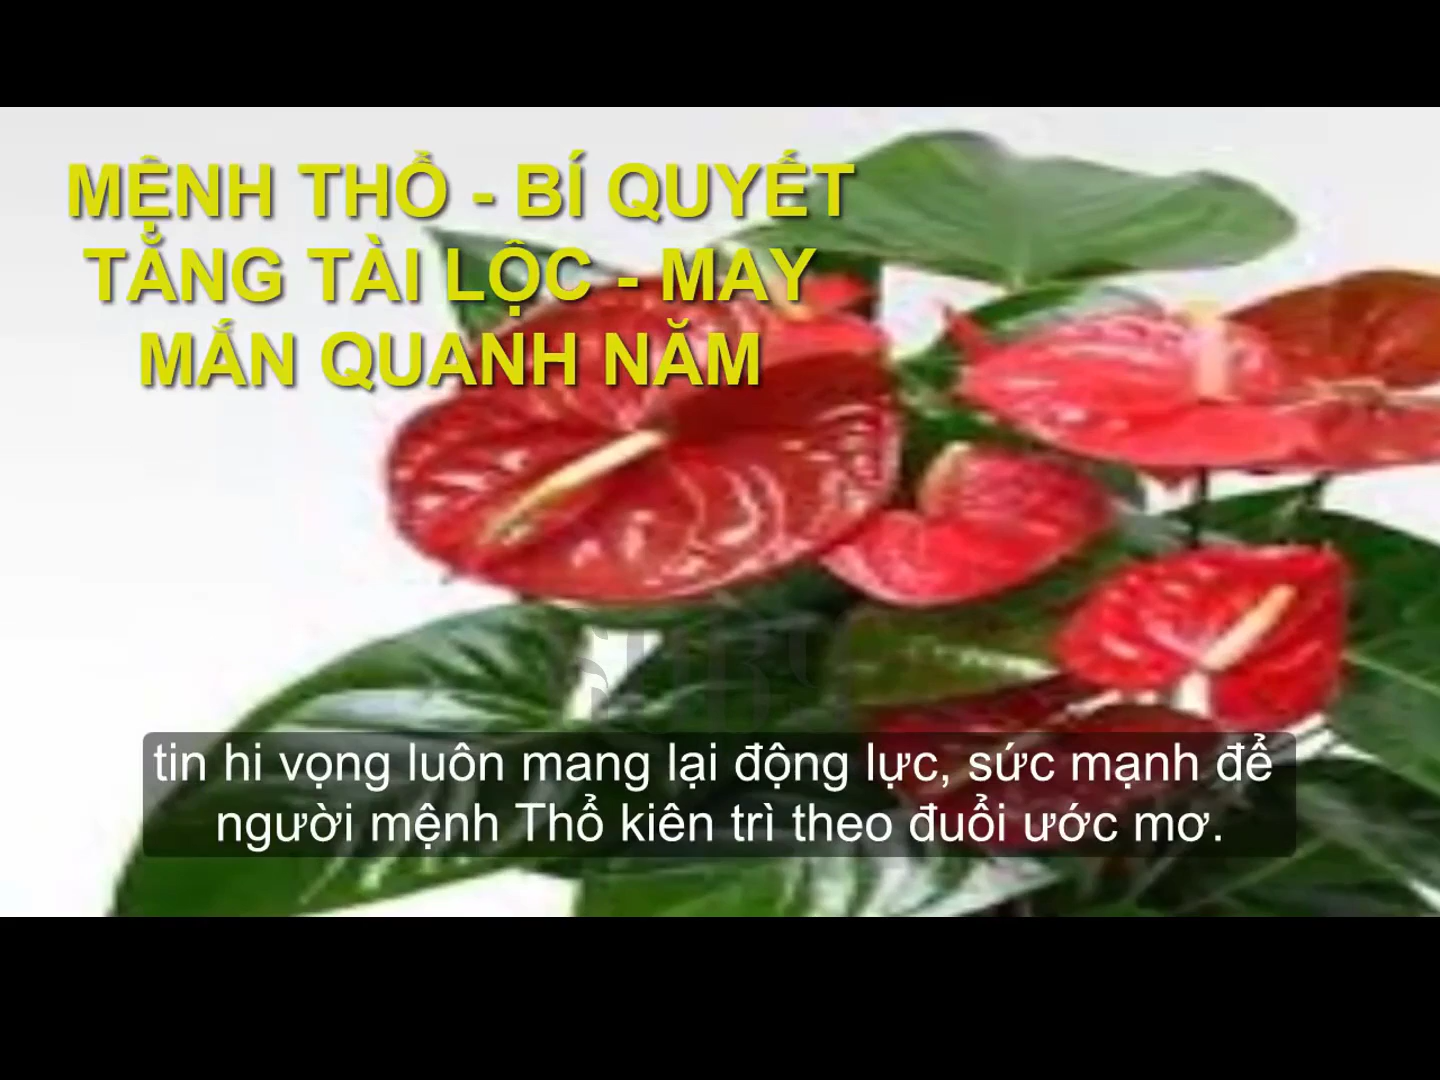 MỆNH THỔ - BÍ QUYẾT
TĂNG TÀI LỘC - MAY
MẮN QUANH NĂM
tin hi vọng luôn mang lại động lực, sức mạnh để
người mệnh Thổ kiên trì theo đuổi ước mơ.